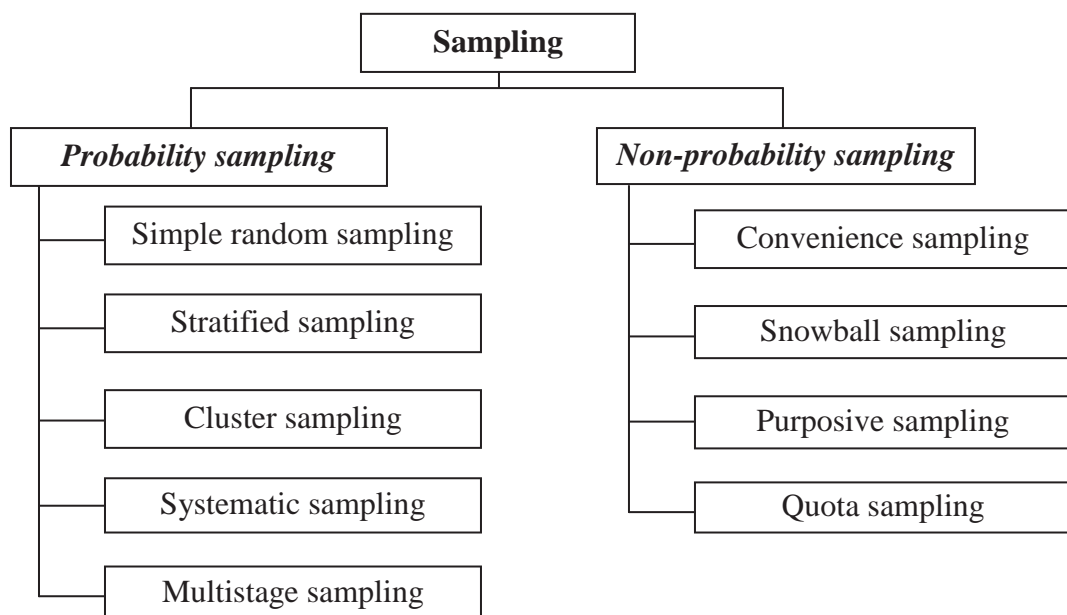 Sampling
Probability sampling
Simple random sampling
Stratified sampling
Cluster sampling
Systematic sampling
Multistage sampling
Non-probability sampling
Convenience sampling
Snowball sampling
Purposive sampling
Quota sampling